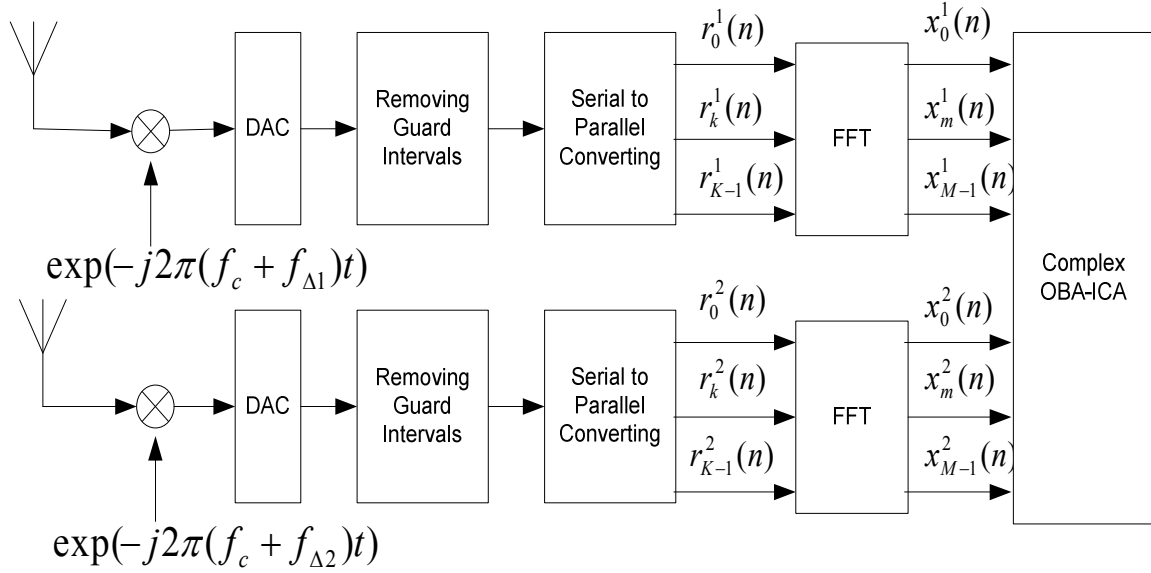 r_0^1(n)
x_0^1(n)
DAC
Removing
Guard
Intervals
Serial to
Parallel
Converting
r_k^1(n)
r_{K-1}^1(n)
FFT
x_m^1(n)
x_{M-1}^1(n)
exp(-j2π(f_c + f_{Δ1})t)
Complex
OBA-ICA
r_0^2(n)
x_0^2(n)
DAC
Removing
Guard
Intervals
Serial to
Parallel
Converting
r_k^2(n)
r_{K-1}^2(n)
FFT
x_m^2(n)
x_{M-1}^2(n)
exp(-j2π(f_c + f_{Δ2})t)